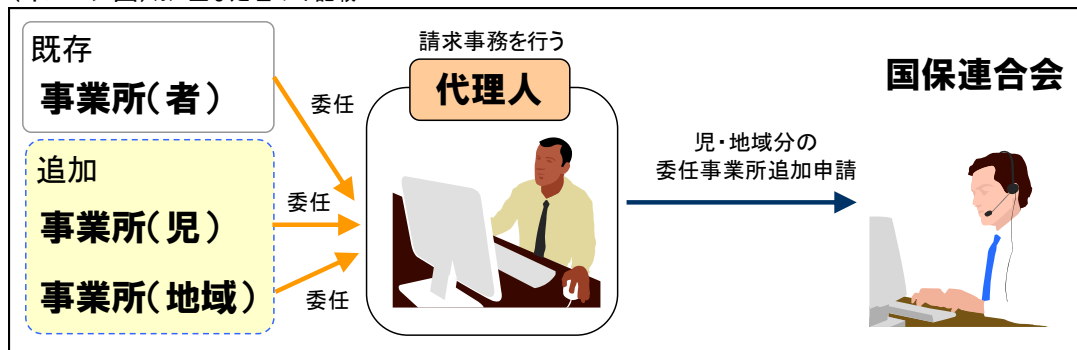 既存
事業所(者)
追加
事業所(児)
事業所(地域)
委任
委任
委任
請求事務を行う
代理人
児・地域分の
委任事業所追加申請
国保連合会